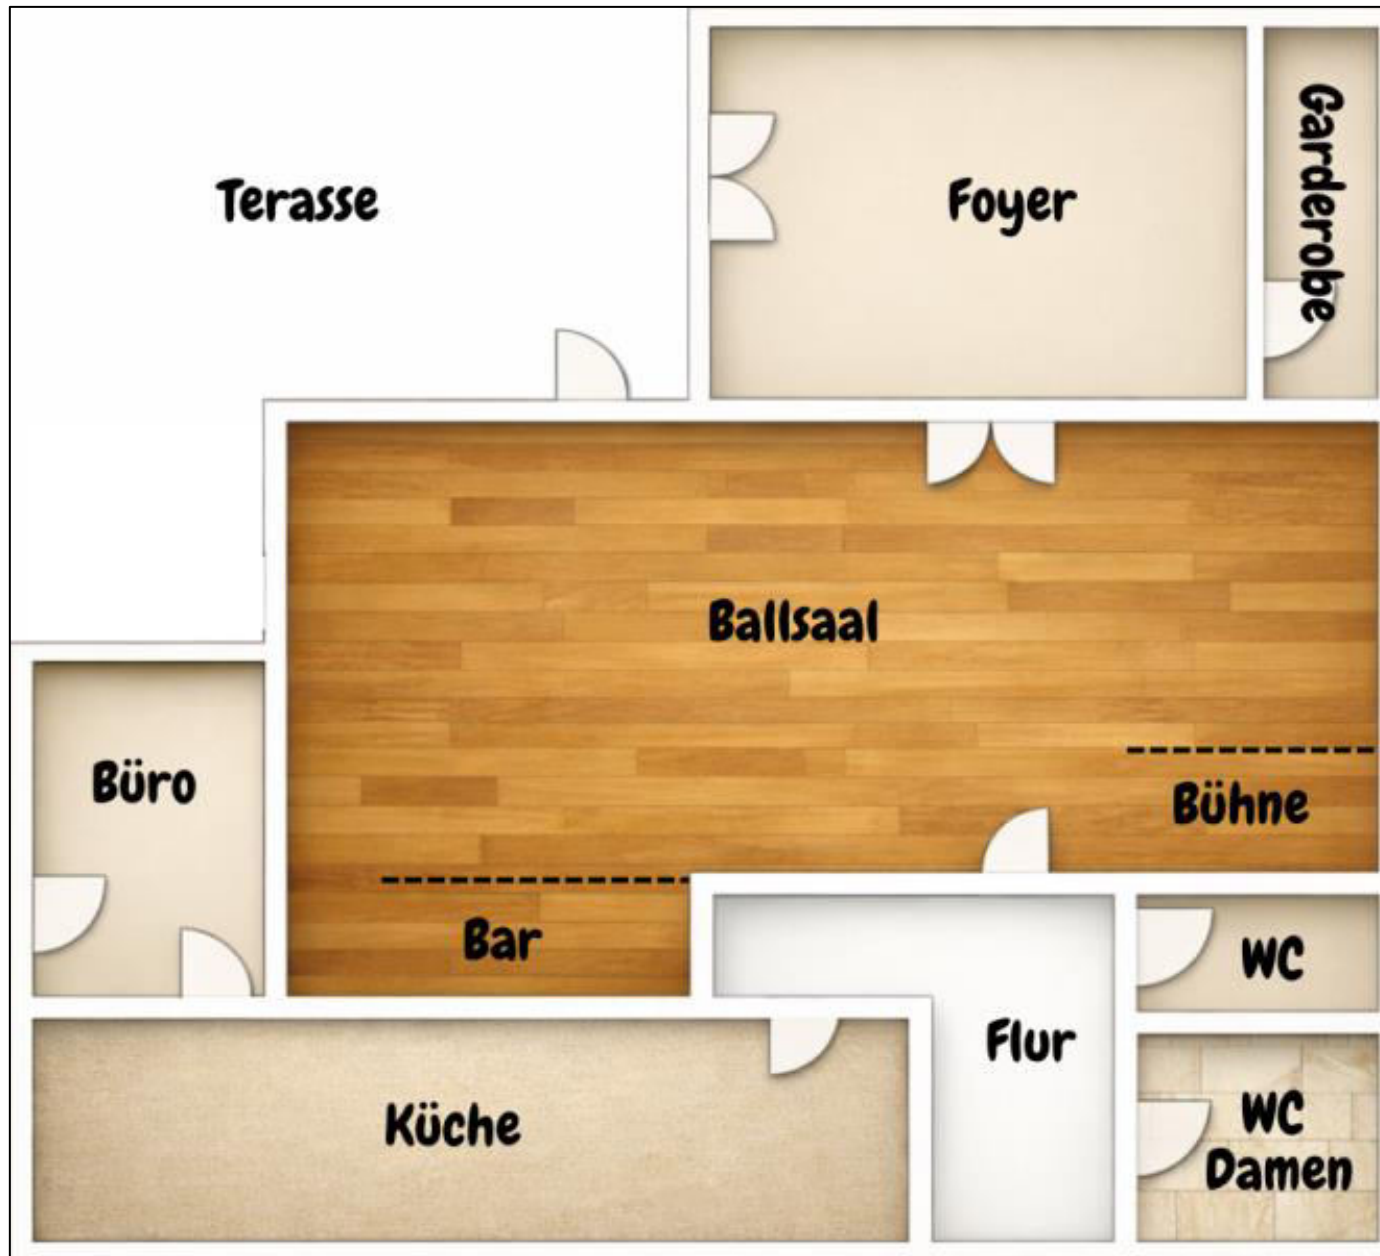 Terasse
Foyer
Garderobe
Ballsaal
Büro
Bühne
Bar
WC
Flur
Küche
WC
Damen